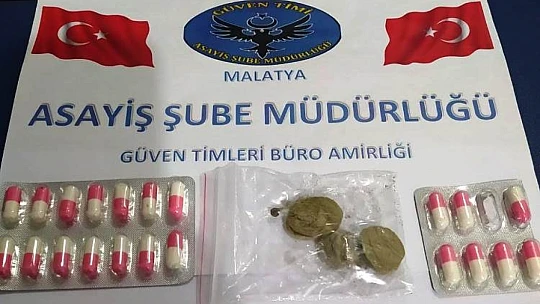 GÜVEN TİMİ
ASAYİŞ ŞUBE MÜDÜRLÜĞÜ
MALATYA
ASAYİŞ ŞUBE MÜDÜRLÜĞÜ
GÜVEN TİMLERİ BÜRO AMİRLİĞİ